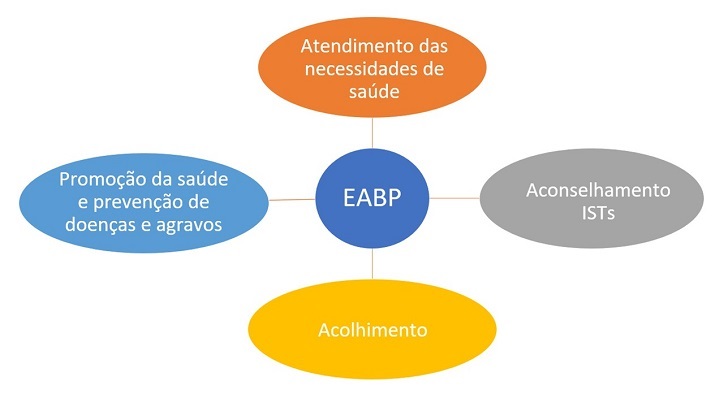 Atendimento das
necessidades de
saúde
Promoção da saúde
e prevenção de
doenças e agravos
EABP
Aconselhamento
ISTs
Acolhimento